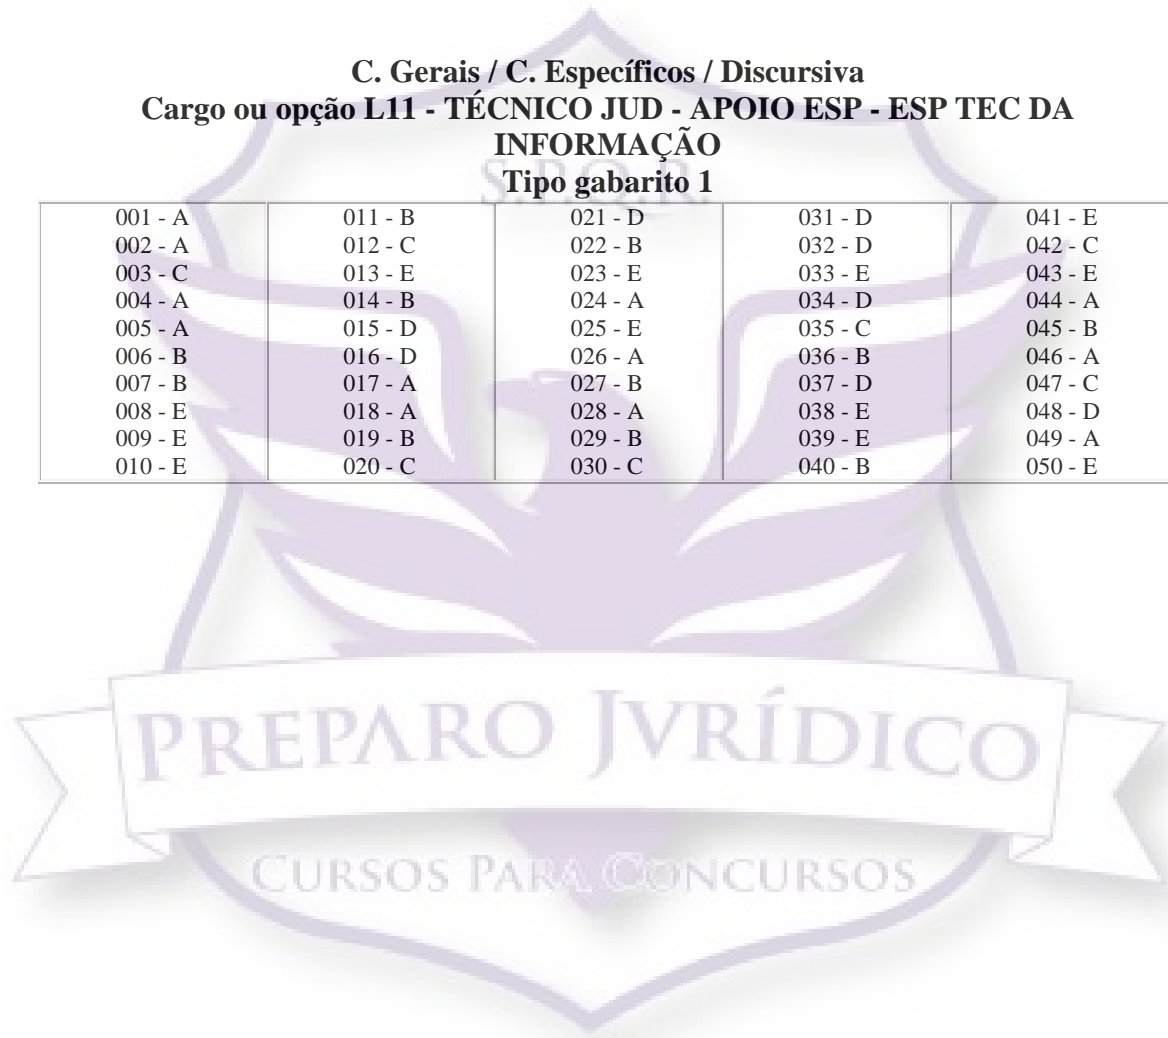 C. Gerais / C. Específicos / Discursiva
Cargo ou opção L11 - TÉCNICO JUD - APOIO ESP - ESP TEC DA
INFORMAÇÃO
S.P.Q.R.
Tipo gabarito 1
001 - A 011 - B 021 - D 031 - D 041 - E
002 - A 012 - C 022 - B 032 - D 042 - C
003 - C 013 - E 023 - E 033 - E 043 - E
004 - A 014 - B 024 - A 034 - D 044 - A
005 - A 015 - D 025 - E 035 - C 045 - B
006 - B 016 - D 026 - A 036 - B 046 - A
007 - B 017 - A 027 - B 037 - D 047 - C
008 - E 018 - A 028 - A 038 - E 048 - D
009 - E 019 - B 029 - B 039 - E 049 - A
010 - E 020 - C 030 - C 040 - B 050 - E
PREPARO JVRÍDICO
CURSOS PARA CONCURSOS